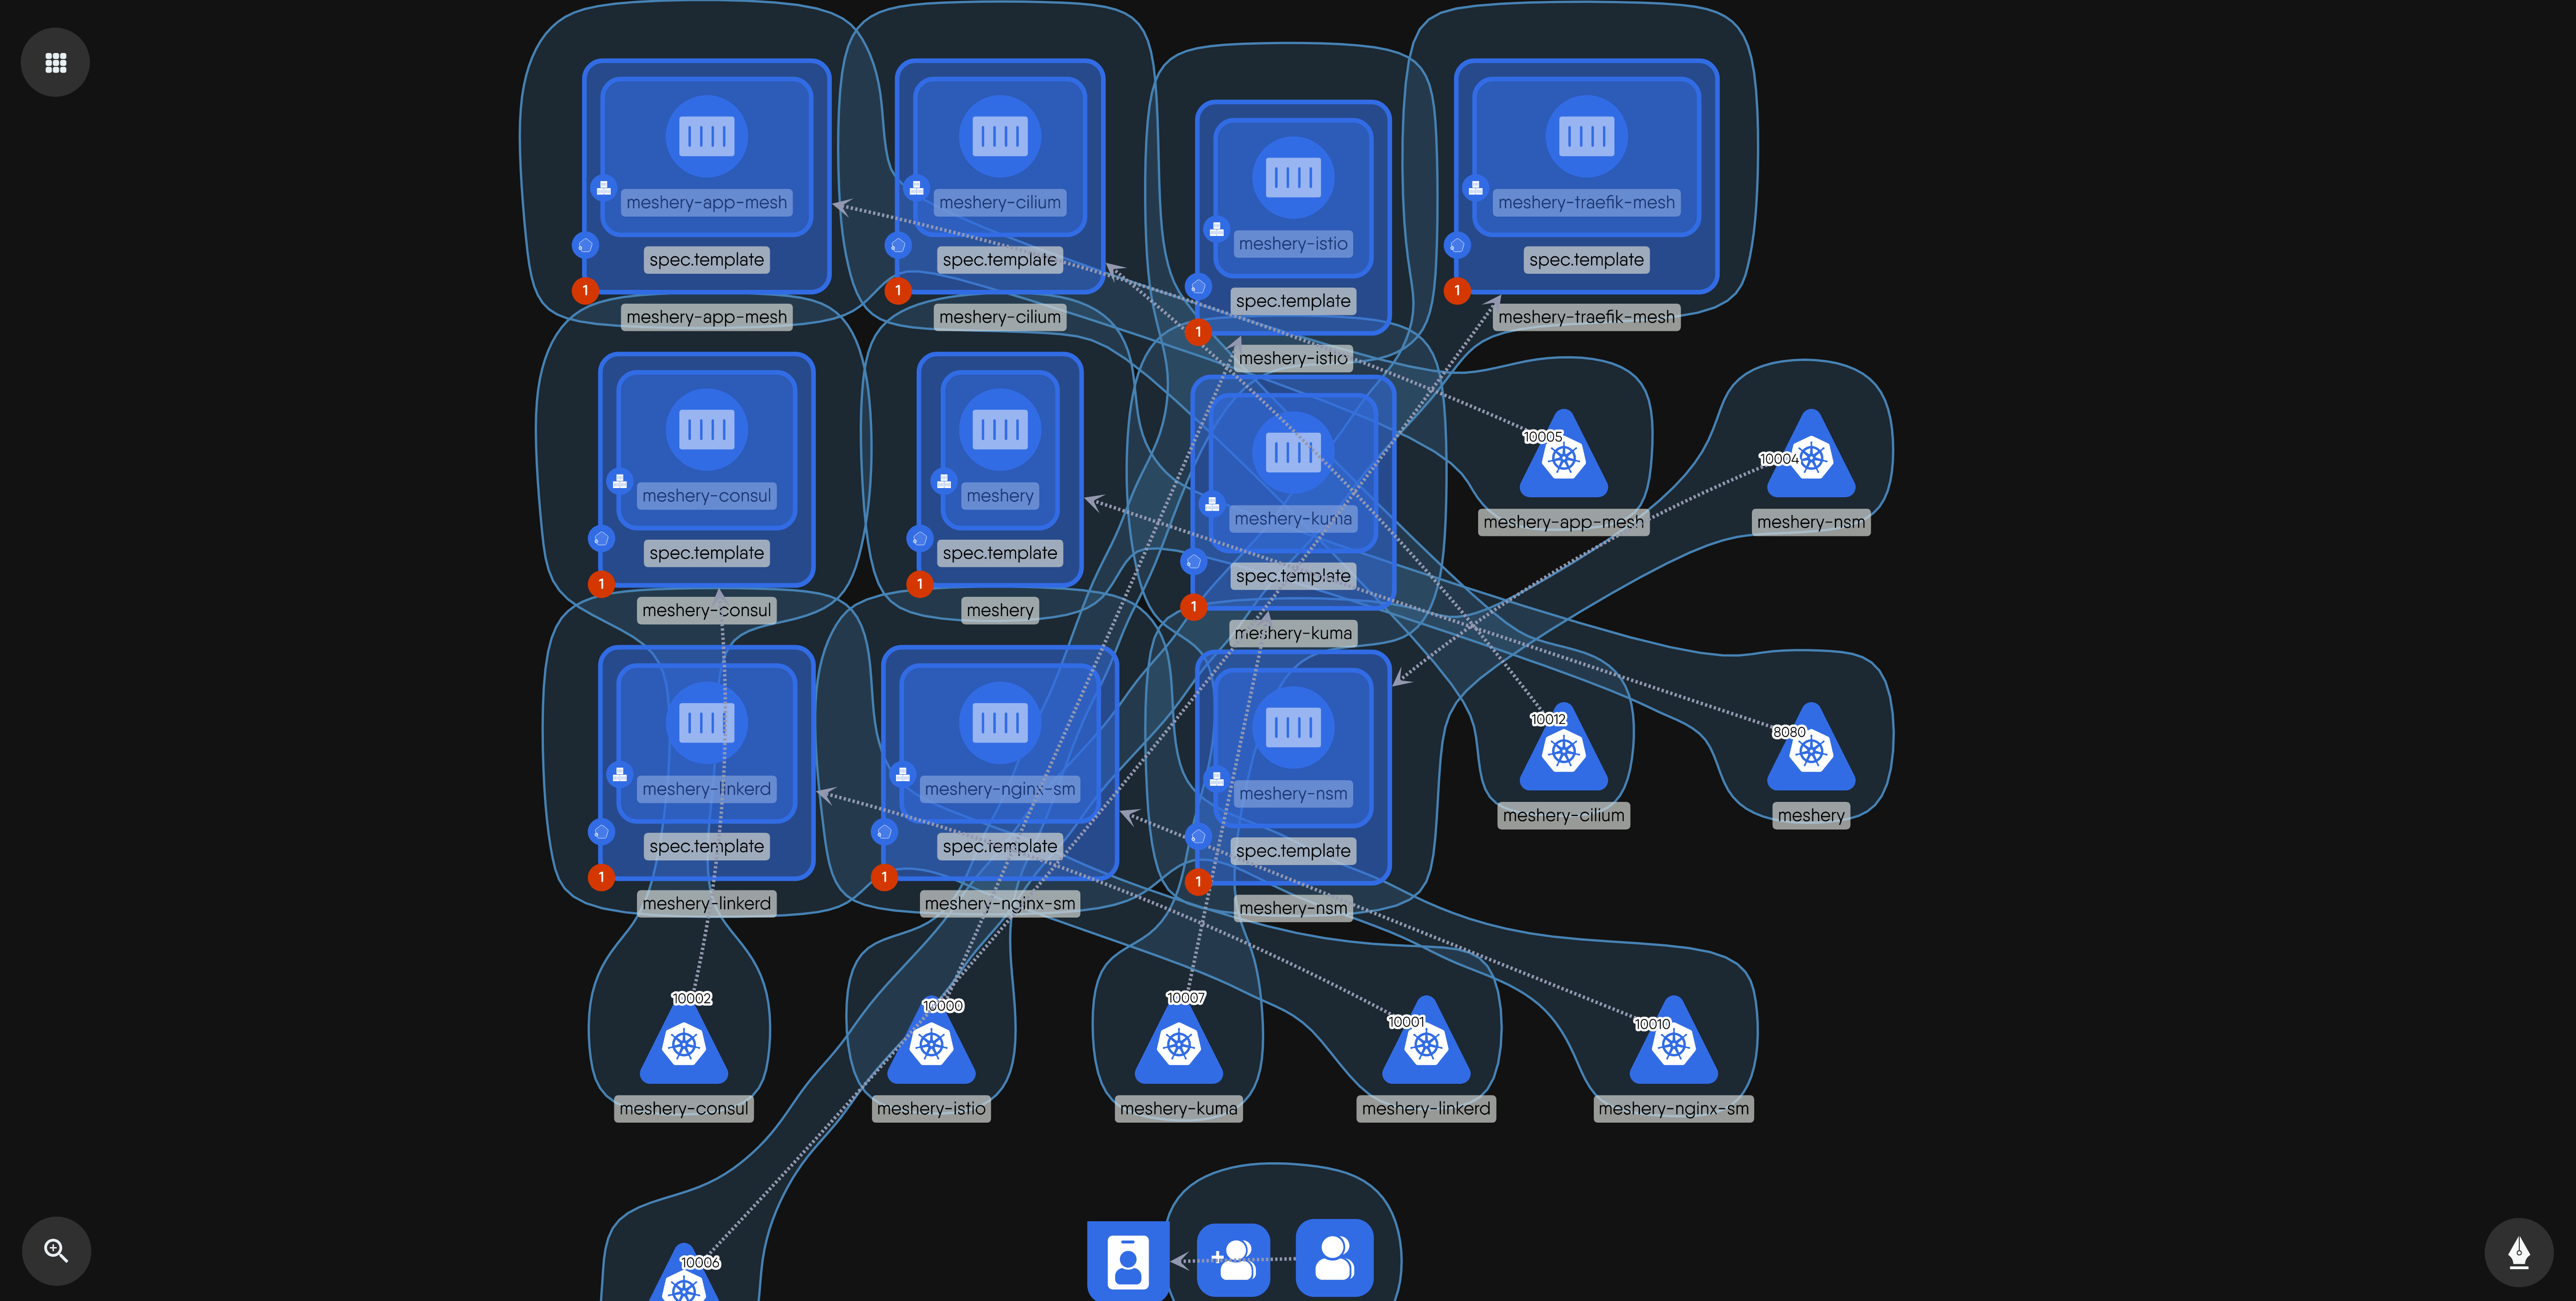 meshery-app-mesh
spec.template
1
meshery-app-mesh
meshery-cilium
spec.template
1
meshery-cilium
meshery-istio
spec.template
1
meshery-istio
meshery-traefik-mesh
spec.template
1
meshery-traefik-mesh
meshery-consul
spec.template
1
meshery-consul
meshery
spec.template
1
meshery
meshery-kuma
spec.template
1
meshery-kuma
10005
meshery-app-mesh
10004
meshery-nsm
meshery-linkerd
spec.template
1
meshery-linkerd
meshery-nginx-sm
spec.template
1
meshery-nginx-sm
meshery-nsm
spec.template
1
meshery-nsm
10012
meshery-cilium
8080
meshery
10002
meshery-consul
10000
meshery-istio
10007
meshery-kuma
10001
meshery-linkerd
10010
meshery-nginx-sm
10006